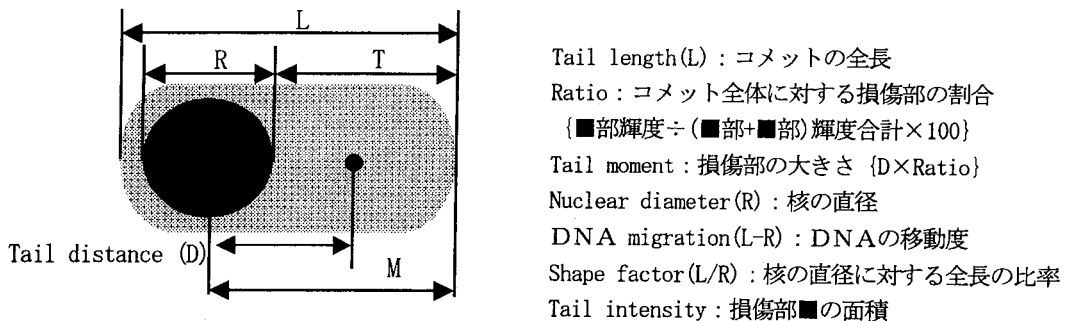 L
R
T
Tail distance (D)
M
Tail length(L)：コメットの全長
Ratio：コメット全体に対する損傷部の割合
{■部輝度÷(■部+■部)輝度合計×100}
Tail moment：損傷部の大きさ {D×Ratio}
Nuclear diameter(R)：核の直径
DNA migration(L-R)：DNAの移動度
Shape factor(L/R)：核の直径に対する全長の比率
Tail intensity：損傷部■の面積